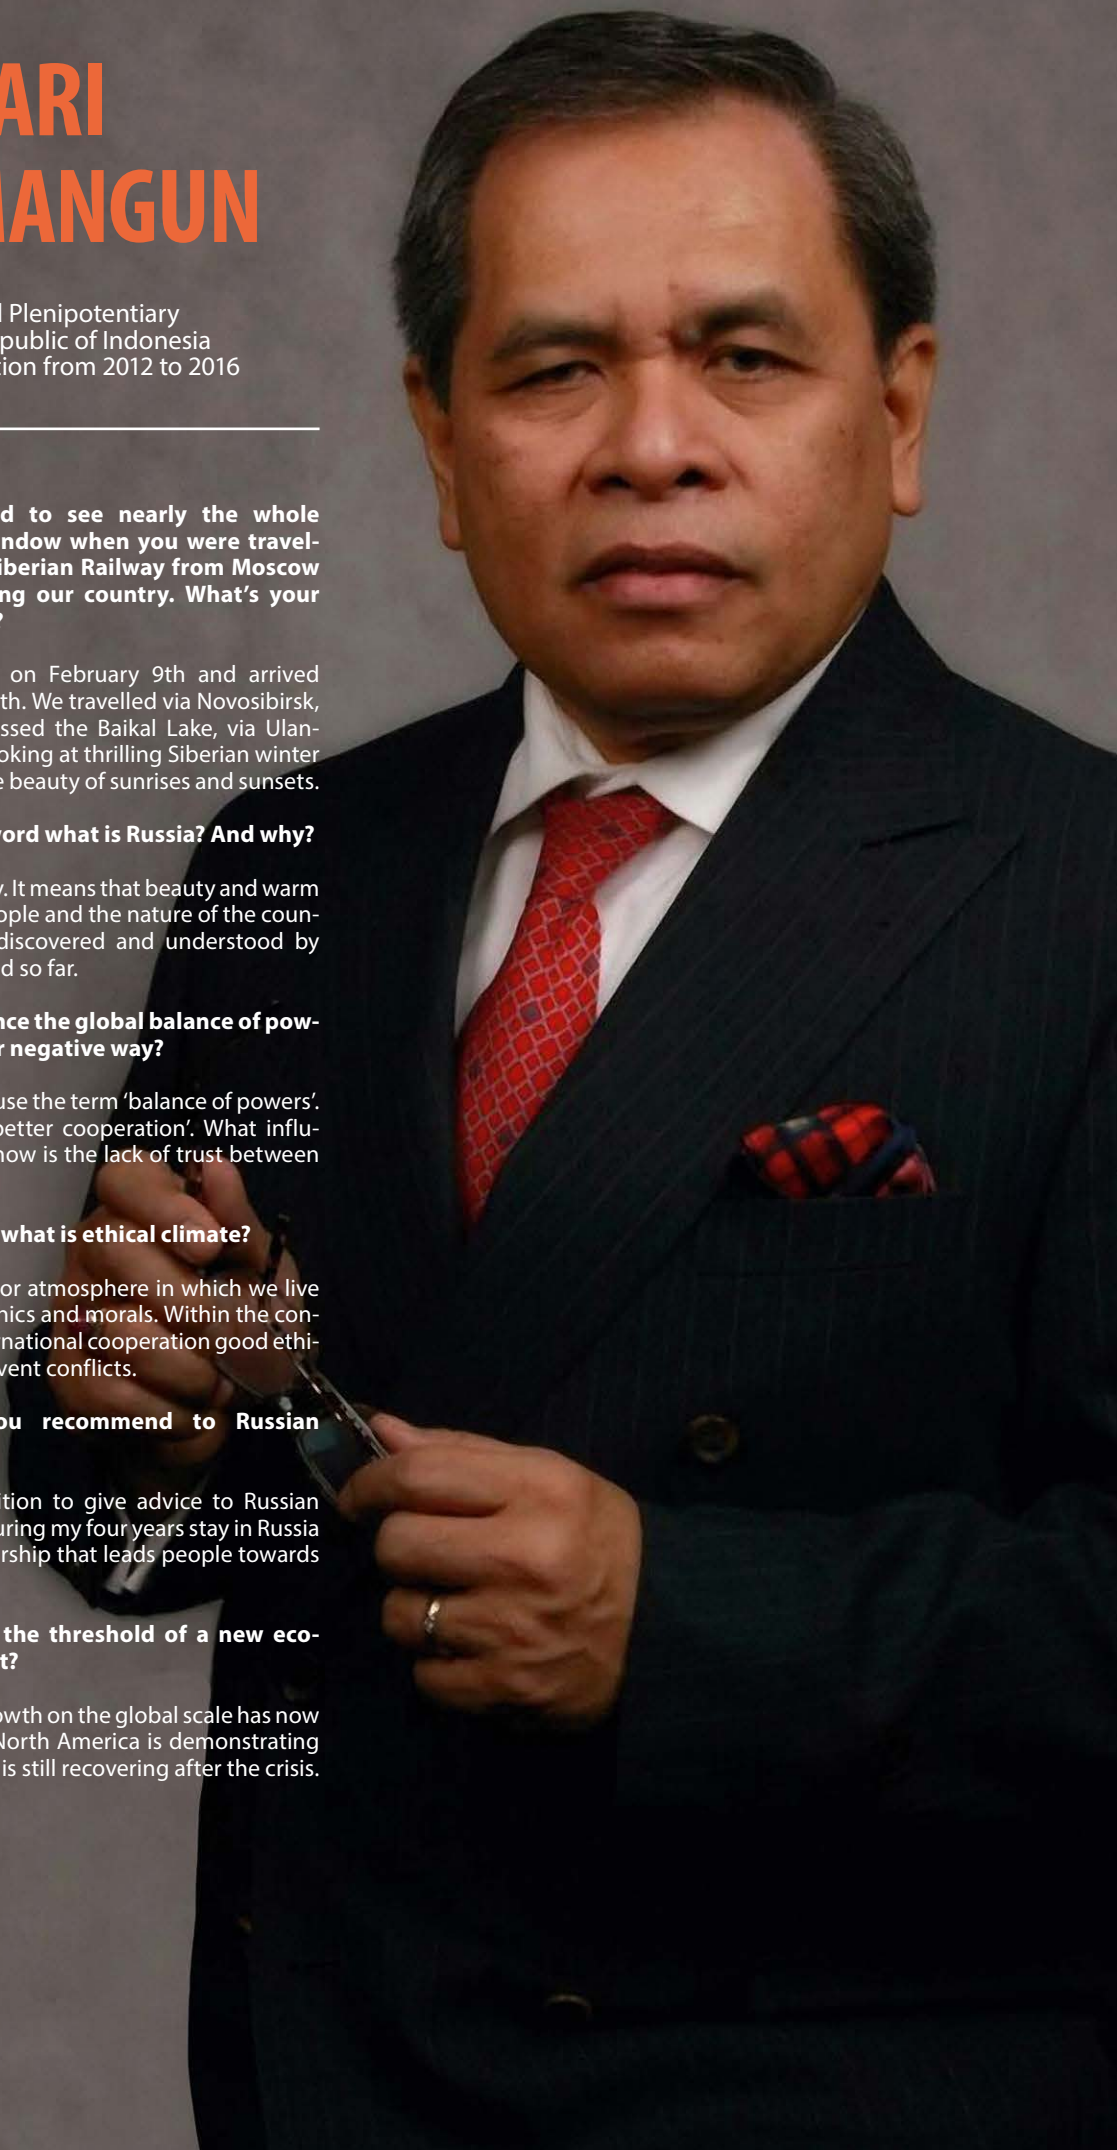 ARI
MANGUN
Plenipotentiary
public of Indonesia
ion from 2012 to 2016
d to see nearly the whole
ndow when you were travel-
iberian Railway from Moscow
ng our country. What’s your
?
on February 9th and arrived
th. We travelled via Novosibirsk,
ssed the Baikal Lake, via Ulan-
oking at thrilling Siberian winter
e beauty of sunrises and sunsets.
ord what is Russia? And why?
y. It means that beauty and warm
ople and the nature of the coun-
discovered and understood by
d so far.
nce the global balance of pow-
r negative way?
use the term ‘balance of powers’.
better cooperation’. What influ-
now is the lack of trust between
what is ethical climate?
or atmosphere in which we live
hics and morals. Within the con-
rnational cooperation good ethi-
vent conflicts.
ou recommend to Russian
ition to give advice to Russian
uring my four years stay in Russia
rship that leads people towards
the threshold of a new eco-
t?
owth on the global scale has now
North America is demonstrating
is still recovering after the crisis.